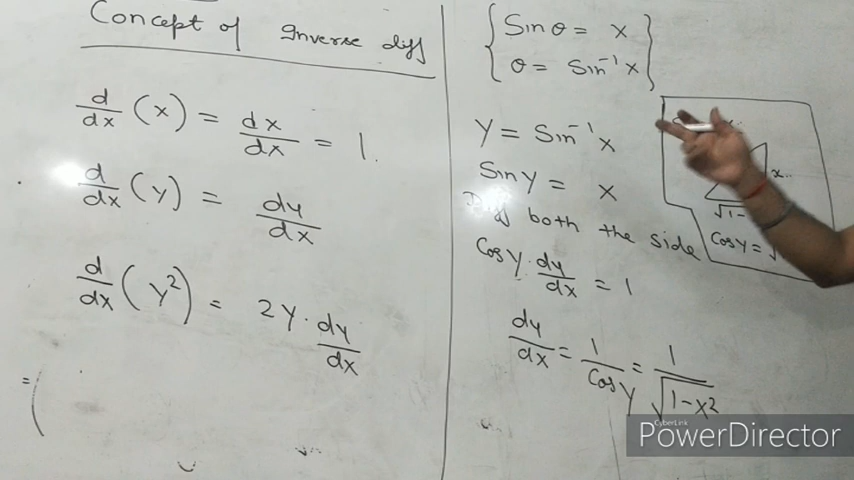 Concept of Inverse diff
d/dx (x) = dx/dx = 1.
d/dx (y) = dy/dx
d/dx (y²) = 2y · dy/dx
= (
{ Sin θ = x
θ = Sin⁻¹ x }
Y = Sin⁻¹ x
Sin y = x
Diff both the side
Cos y · dy/dx = 1
dy/dx = 1/Cos y = 1/√(1-x²)
x..
√1-
Cos y = √
CyberLink
PowerDirector